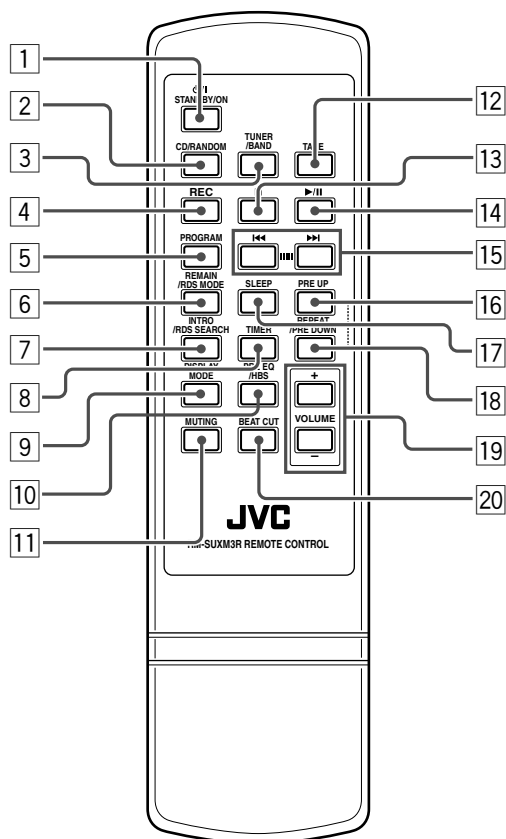 1
STANDBY/ON
2
12
CD/RANDOM
TUNER
/BAND
TAPE
3
13
REC
4
14
PROGRAM
5
15
REMAIN
/RDS MODE
SLEEP
PRE UP
6
16
INTRO
/RDS SEARCH
TIMER
REPEAT
/PRE DOWN
7
17
DISPLAY
MODE
/HBS
8
18
+
VOLUME
–
9
19
MUTING
BEAT CUT
10
20
11
JVC
RM-SUXM3R REMOTE CONTROL